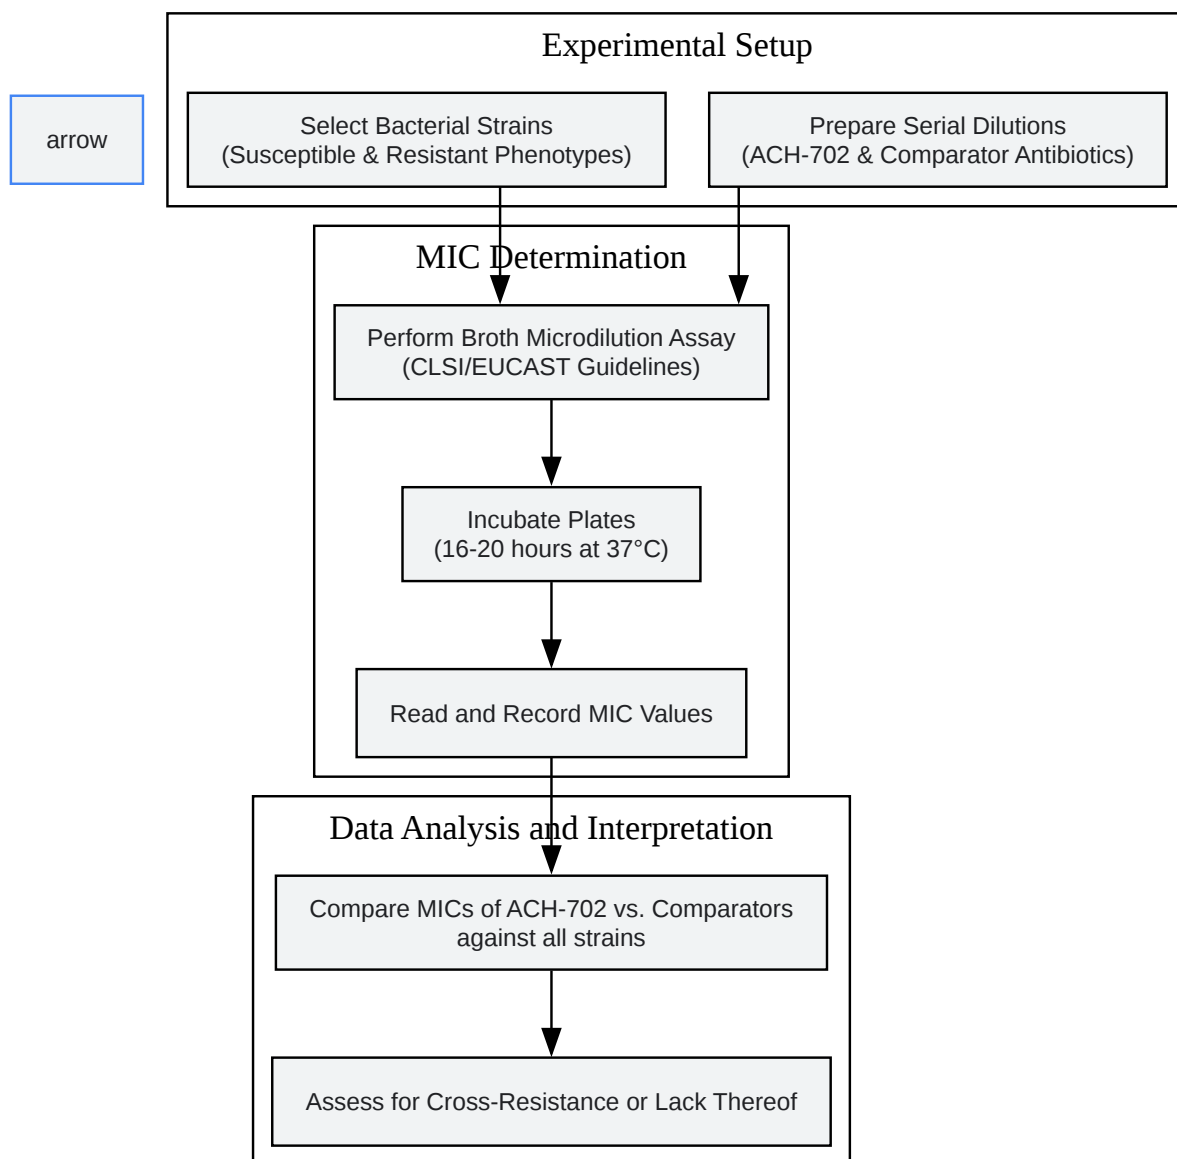 Experimental Setup
arrow
Select Bacterial Strains
(Susceptible & Resistant Phenotypes)
Prepare Serial Dilutions
(ACH-702 & Comparator Antibiotics)
MIC Determination
Perform Broth Microdilution Assay
(CLSI/EUCAST Guidelines)
Incubate Plates
(16-20 hours at 37°C)
Read and Record MIC Values
Data Analysis and Interpretation
Compare MICs of ACH-702 vs. Comparators
against all strains
Assess for Cross-Resistance or Lack Thereof